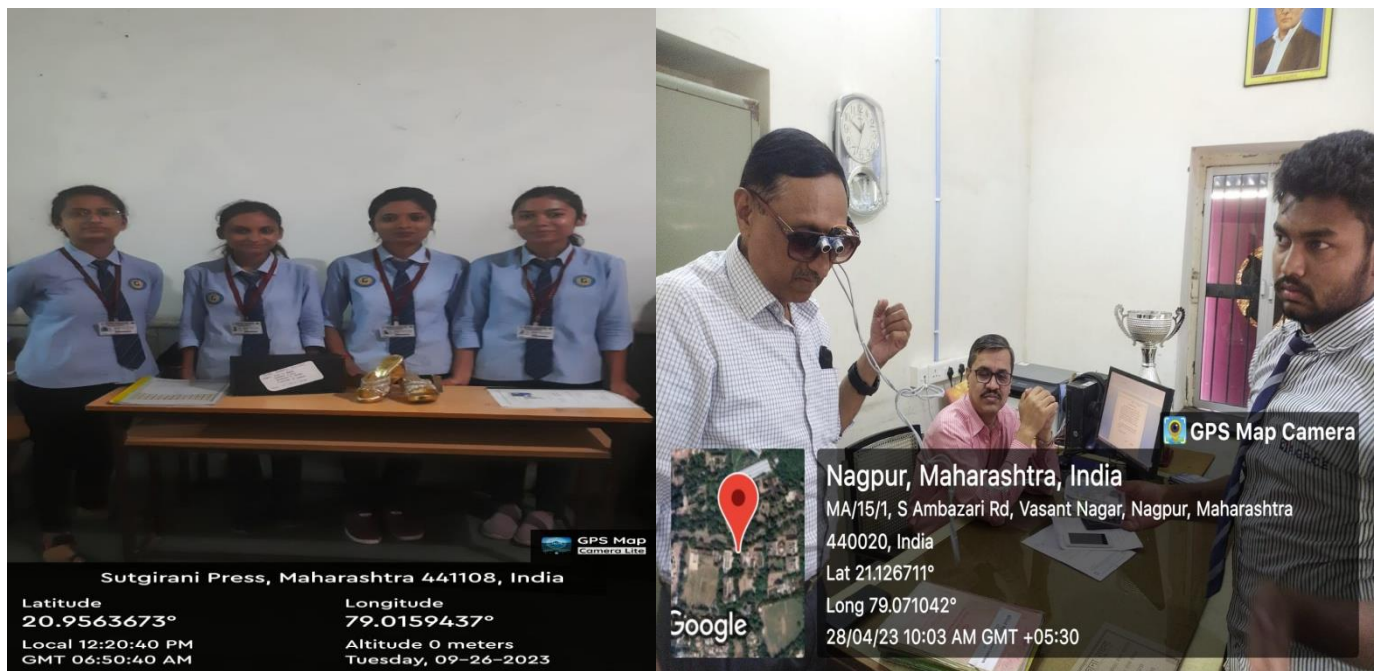 GPS Map
Camera Lite
Sutgirani Press, Maharashtra 441108, India
Latitude
20.9563673°
Local 12:20:40 PM
GMT 06:50:40 AM
Longitude
79.0159437°
Altitude 0 meters
Tuesday, 09-26-2023
GPS Map Camera
Nagpur, Maharashtra, India
MA/15/1, S Ambazari Rd, Vasant Nagar, Nagpur, Maharashtra
440020, India
Lat 21.126711°
Long 79.071042°
28/04/23 10:03 AM GMT +05:30
Google